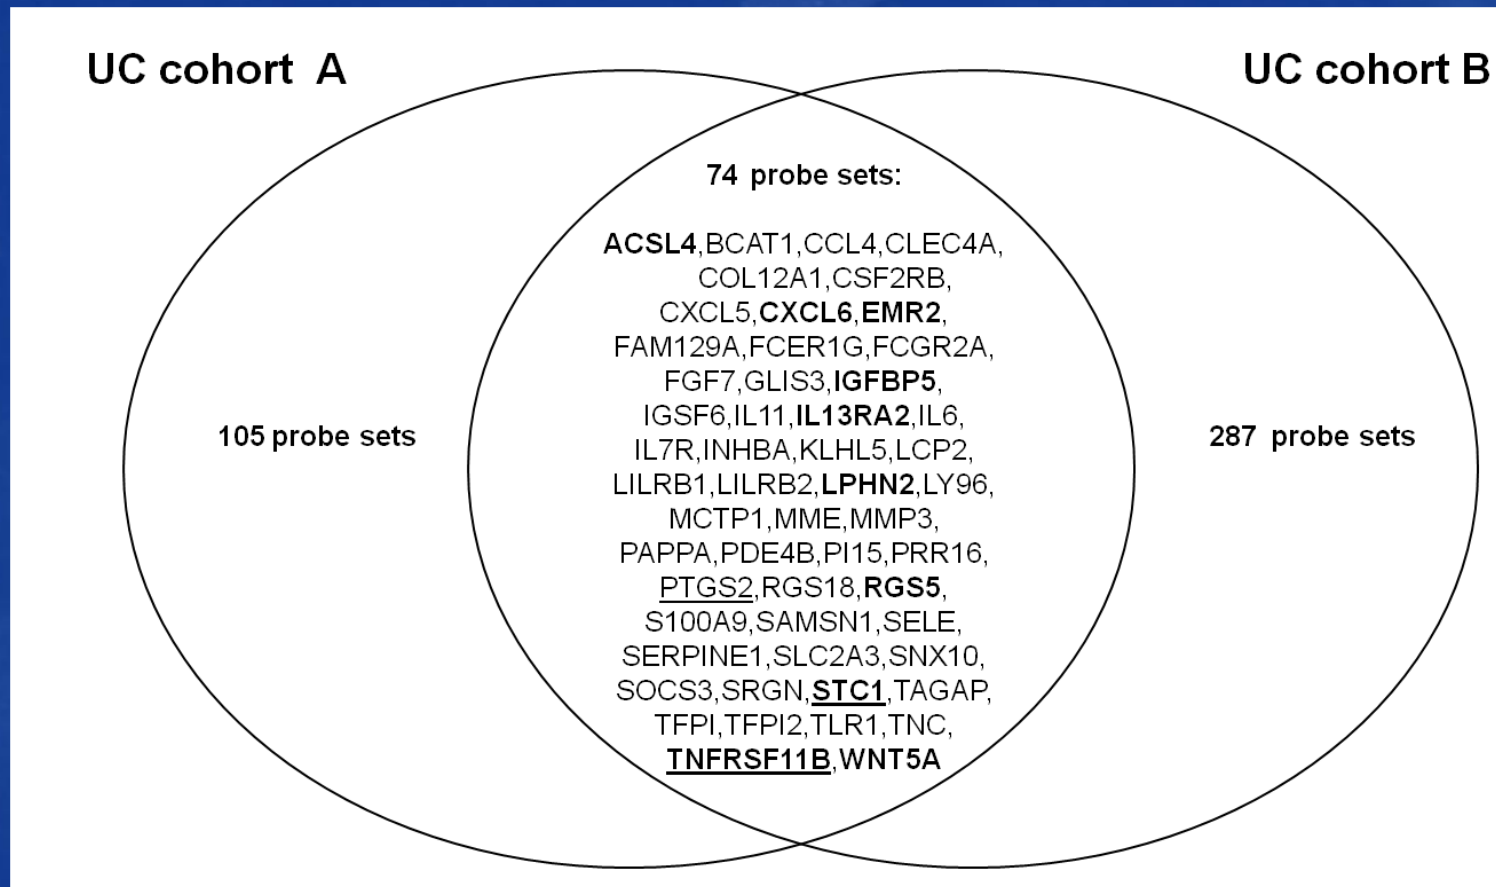 UC cohort A
UC cohort B
74 probe sets:
ACSL4,BCAT1,CCL4,CLEC4A,
COL12A1,CSF2RB,
CXCL5,CXCL6,EMR2,
FAM129A,FCER1G,FCGR2A,
FGF7,GLIS3,IGFBP5,
IGSF6,IL11,IL13RA2,IL6,
IL7R,INHBA,KLHL5,LCP2,
LILRB1,LILRB2,LPHN2,LY96,
MCTP1,MME,MMP3,
PAPPA,PDE4B,PI15,PRR16,
PTGS2,RGS18,RGS5,
S100A9,SAMSN1,SELE,
SERPINE1,SLC2A3,SNX10,
SOCS3,SRGN,STC1,TAGAP,
TFPI,TFPI2,TLR1,TNC,
TNFRSF11B,WNT5A
105 probe sets
287 probe sets